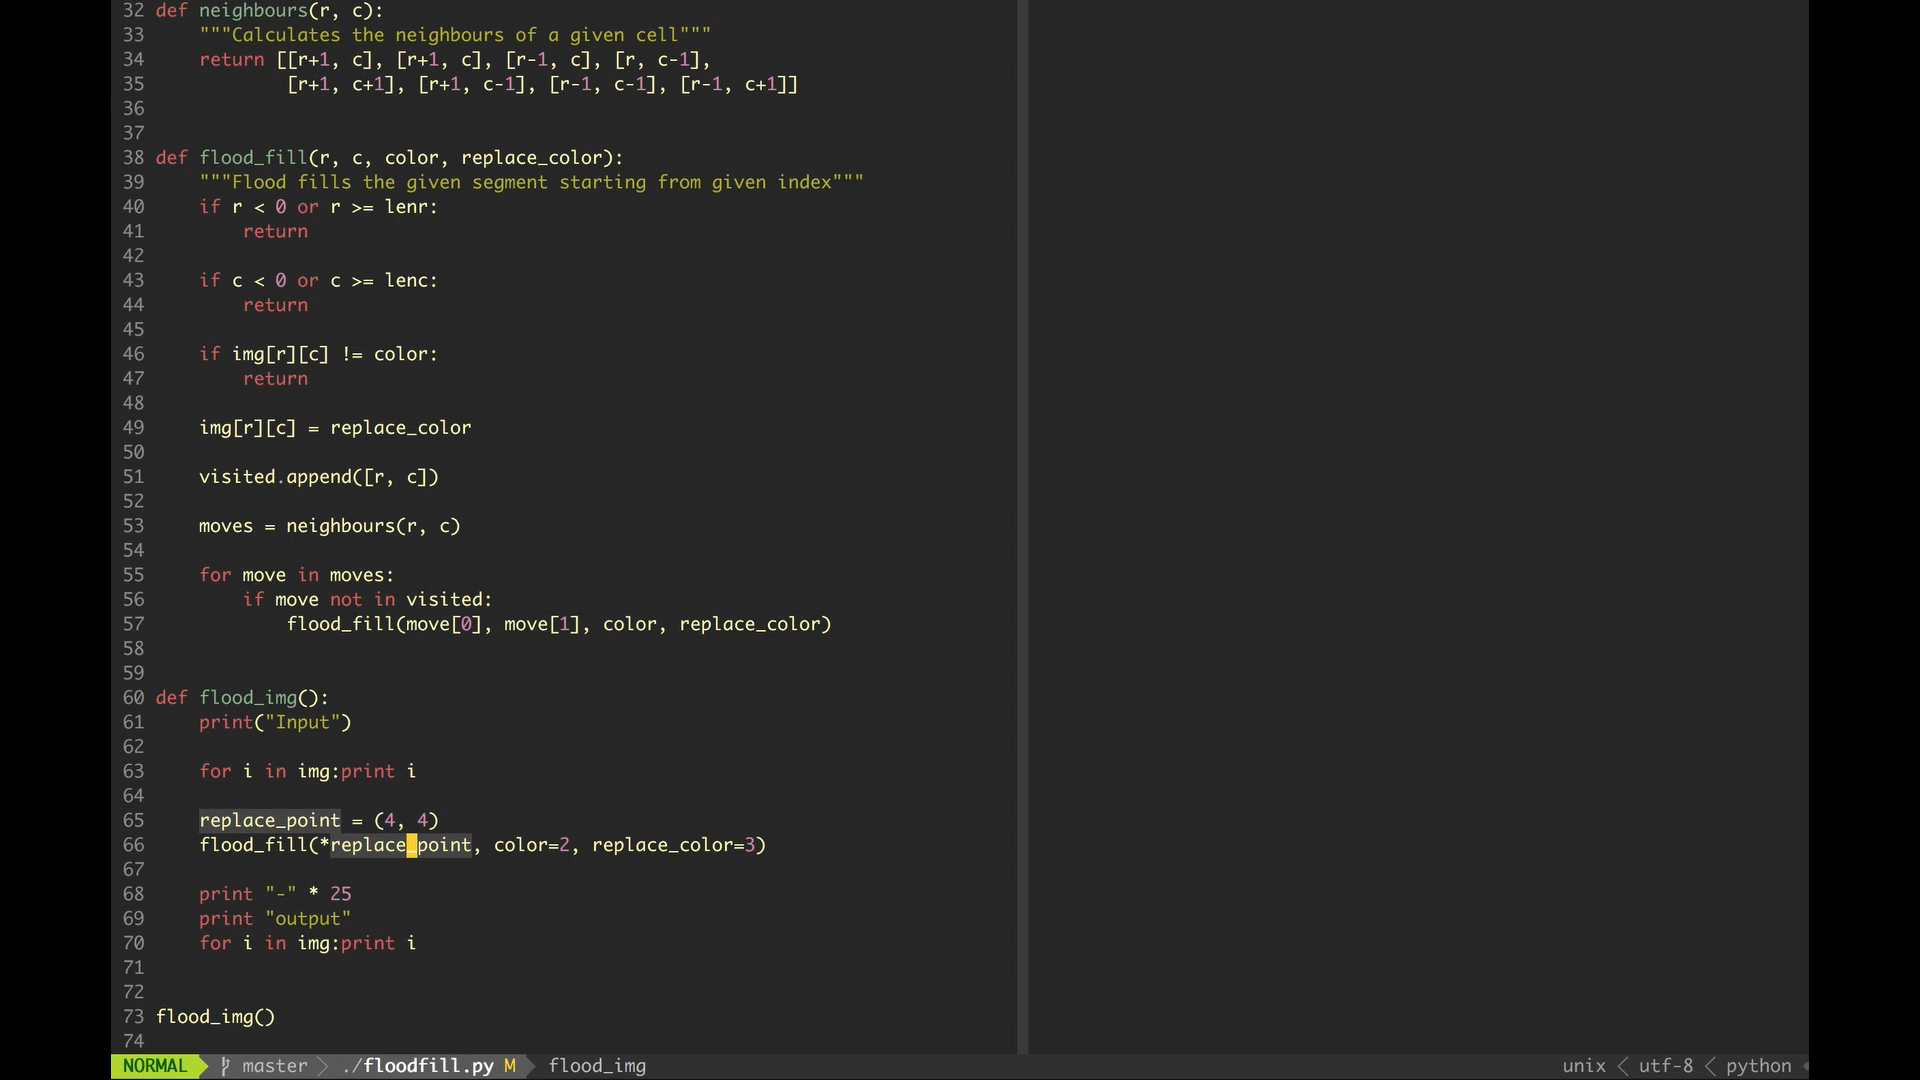 32 def neighbours(r, c):
33     """Calculates the neighbours of a given cell"""
34     return [[r+1, c], [r+1, c], [r-1, c], [r, c-1],
35             [r+1, c+1], [r+1, c-1], [r-1, c-1], [r-1, c+1]]
36
37
38 def flood_fill(r, c, color, replace_color):
39     """Flood fills the given segment starting from given index"""
40     if r < 0 or r >= lenr:
41         return
42
43     if c < 0 or c >= lenc:
44         return
45
46     if img[r][c] != color:
47         return
48
49     img[r][c] = replace_color
50
51     visited.append([r, c])
52
53     moves = neighbours(r, c)
54
55     for move in moves:
56         if move not in visited:
57             flood_fill(move[0], move[1], color, replace_color)
58
59
60 def flood_img():
61     print("Input")
62
63     for i in img:print i
64
65     replace_point = (4, 4)
66     flood_fill(*replace_point, color=2, replace_color=3)
67
68     print "-" * 25
69     print "output"
70     for i in img:print i
71
72
73 flood_img()
74
NORMAL master ./floodfill.py M flood_img unix utf-8 python